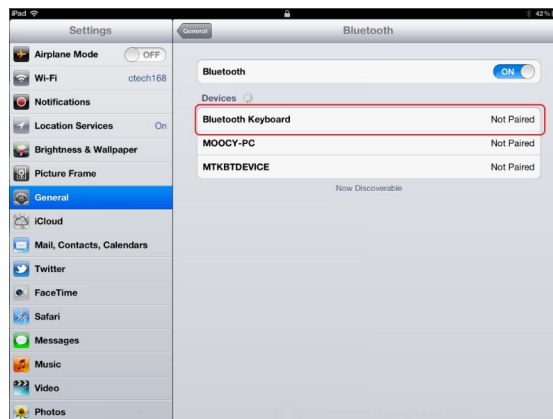 iPad 42%
Settings
General Bluetooth
Airplane Mode OFF
Wi-Fi ctech168
Notifications
Location Services On
Brightness & Wallpaper
Picture Frame
General
iCloud
Mail, Contacts, Calendars
Twitter
FaceTime
Safari
Messages
Music
Video
Photos
Bluetooth ON
Devices
Bluetooth Keyboard Not Paired
MOOCY-PC Not Paired
MTKBTDEVICE Not Paired
Now Discoverable